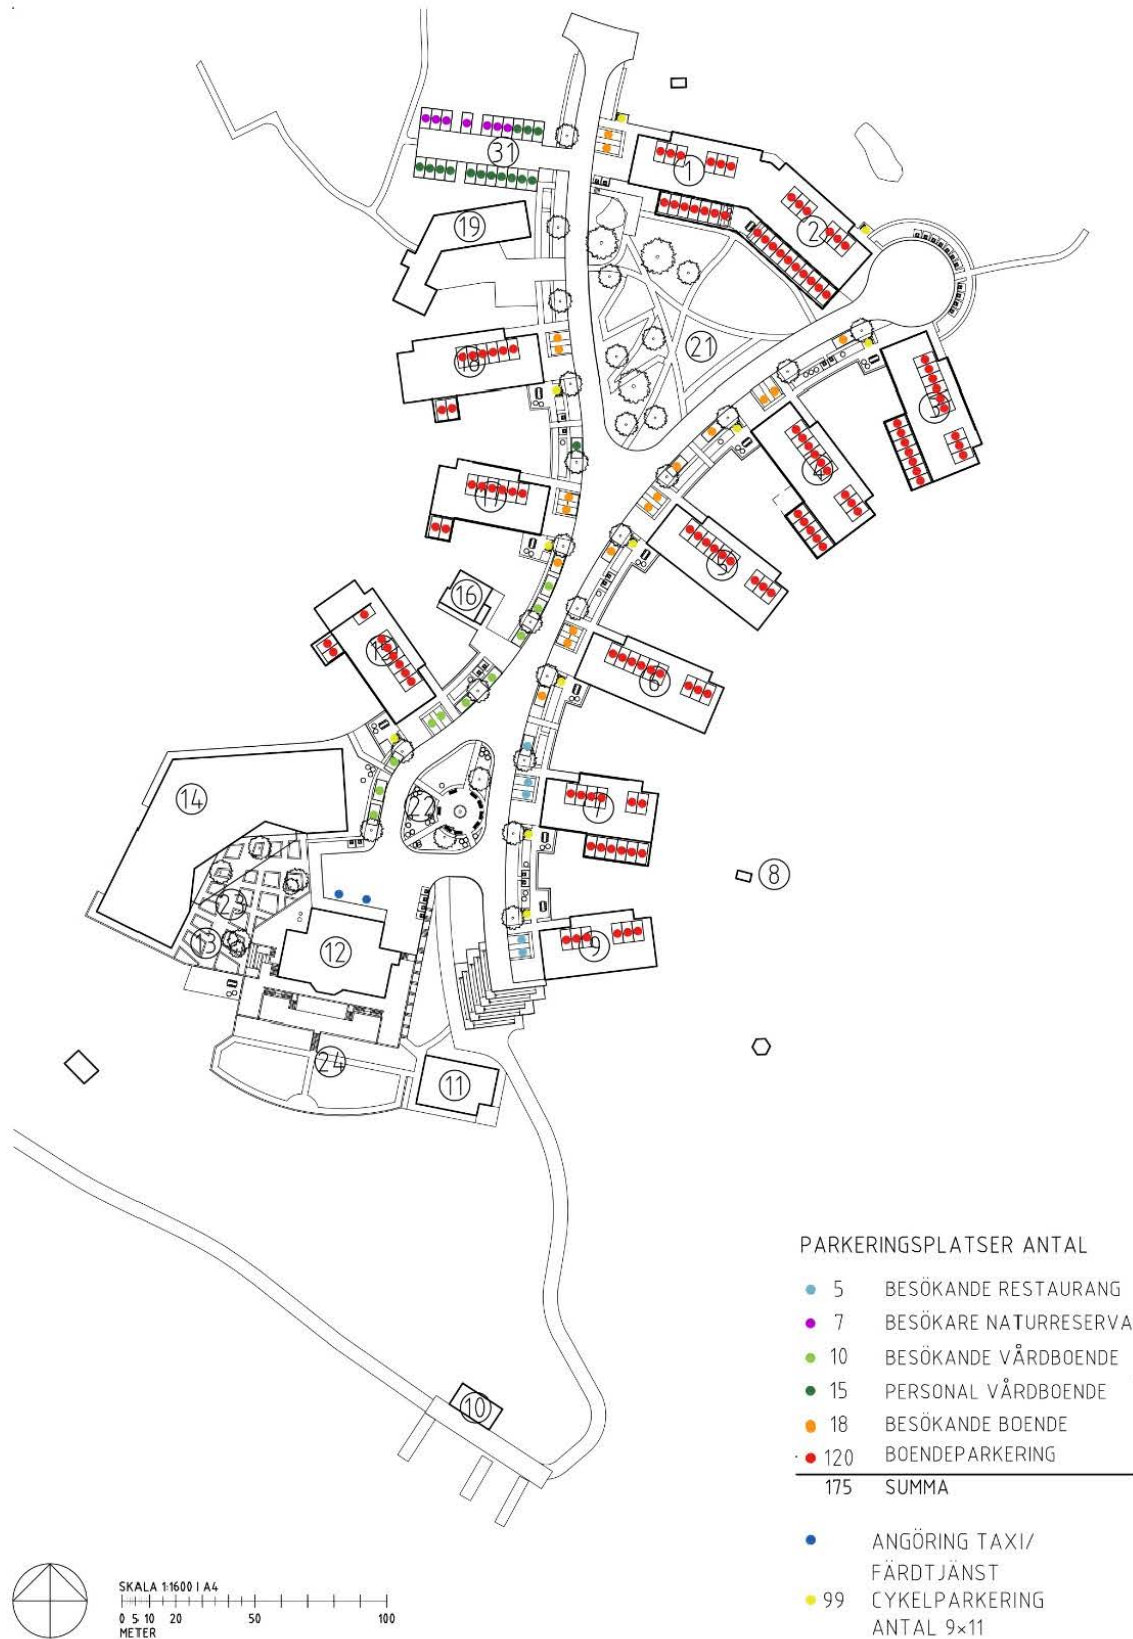 31
1
19
2
21
18
3
4
17
5
16
15
6
22
14
7
8
23
13
12
9
24
11
10
PARKERINGSPLATSER ANTAL
5 BESÖKANDE RESTAURANG
7 BESÖKARE NATURRESERVA
10 BESÖKANDE VÅRDBOENDE
15 PERSONAL VÅRDBOENDE
18 BESÖKANDE BOENDE
120 BOENDEPARKERING
175 SUMMA
ANGÖRING TAXI/
FÄRDTJÄNST
99 CYKELPARKERING
ANTAL 9×11
SKALA 1:1600 I A4
0 5 10 20 50 100
METER